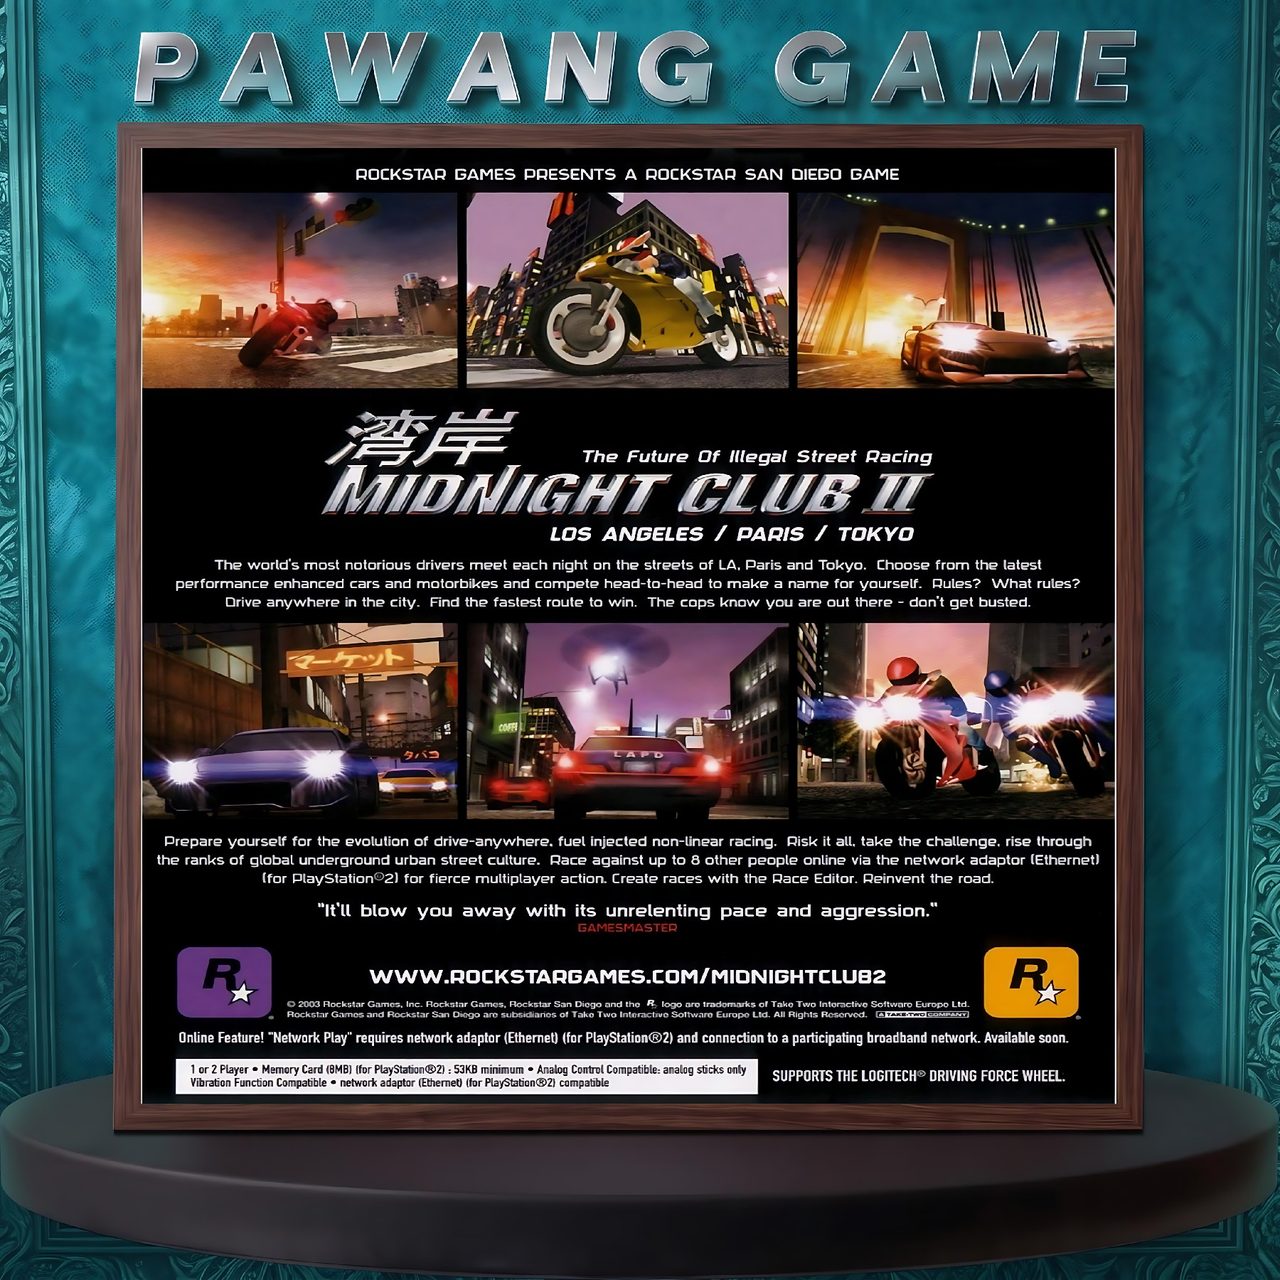 PAWANG GAME
ROCKSTAR GAMES PRESENTS A ROCKSTAR SAN DIEGO GAME
湾岸
The Future Of Illegal Street Racing
MIDNIGHT CLUB II
LOS ANGELES / PARIS / TOKYO
The world's most notorious drivers meet each night on the streets of LA, Paris and Tokyo. Choose from the latest
performance enhanced cars and motorbikes and compete head-to-head to make a name for yourself. Rules? What rules?
Drive anywhere in the city. Find the fastest route to win. The cops know you are out there - don't get busted.
マーケット
タバコ
COFFEE
LAPD
Prepare yourself for the evolution of drive-anywhere, fuel injected non-linear racing. Risk it all, take the challenge, rise through
the ranks of global underground urban street culture. Race against up to 8 other people online via the network adaptor (Ethernet)
(for PlayStation®2) for fierce multiplayer action. Create races with the Race Editor. Reinvent the road.
"It'll blow you away with its unrelenting pace and aggression."
GAMESMASTER
R
WWW.ROCKSTARGAMES.COM/MIDNIGHTCLUB2
R
© 2003 Rockstar Games, Inc. Rockstar Games, Rockstar San Diego and the R logo are trademarks of Take Two Interactive Software Europe Ltd.
Rockstar Games and Rockstar San Diego are subsidiaries of Take Two Interactive Software Europe Ltd. All Rights Reserved. A TAKE-TWO COMPANY
Online Feature! "Network Play" requires network adaptor (Ethernet) (for PlayStation®2) and connection to a participating broadband network. Available soon.
1 or 2 Player • Memory Card (8MB) (for PlayStation®2) : 53KB minimum • Analog Control Compatible: analog sticks only
Vibration Function Compatible • network adaptor (Ethernet) (for PlayStation®2) compatible
SUPPORTS THE LOGITECH® DRIVING FORCE WHEEL.